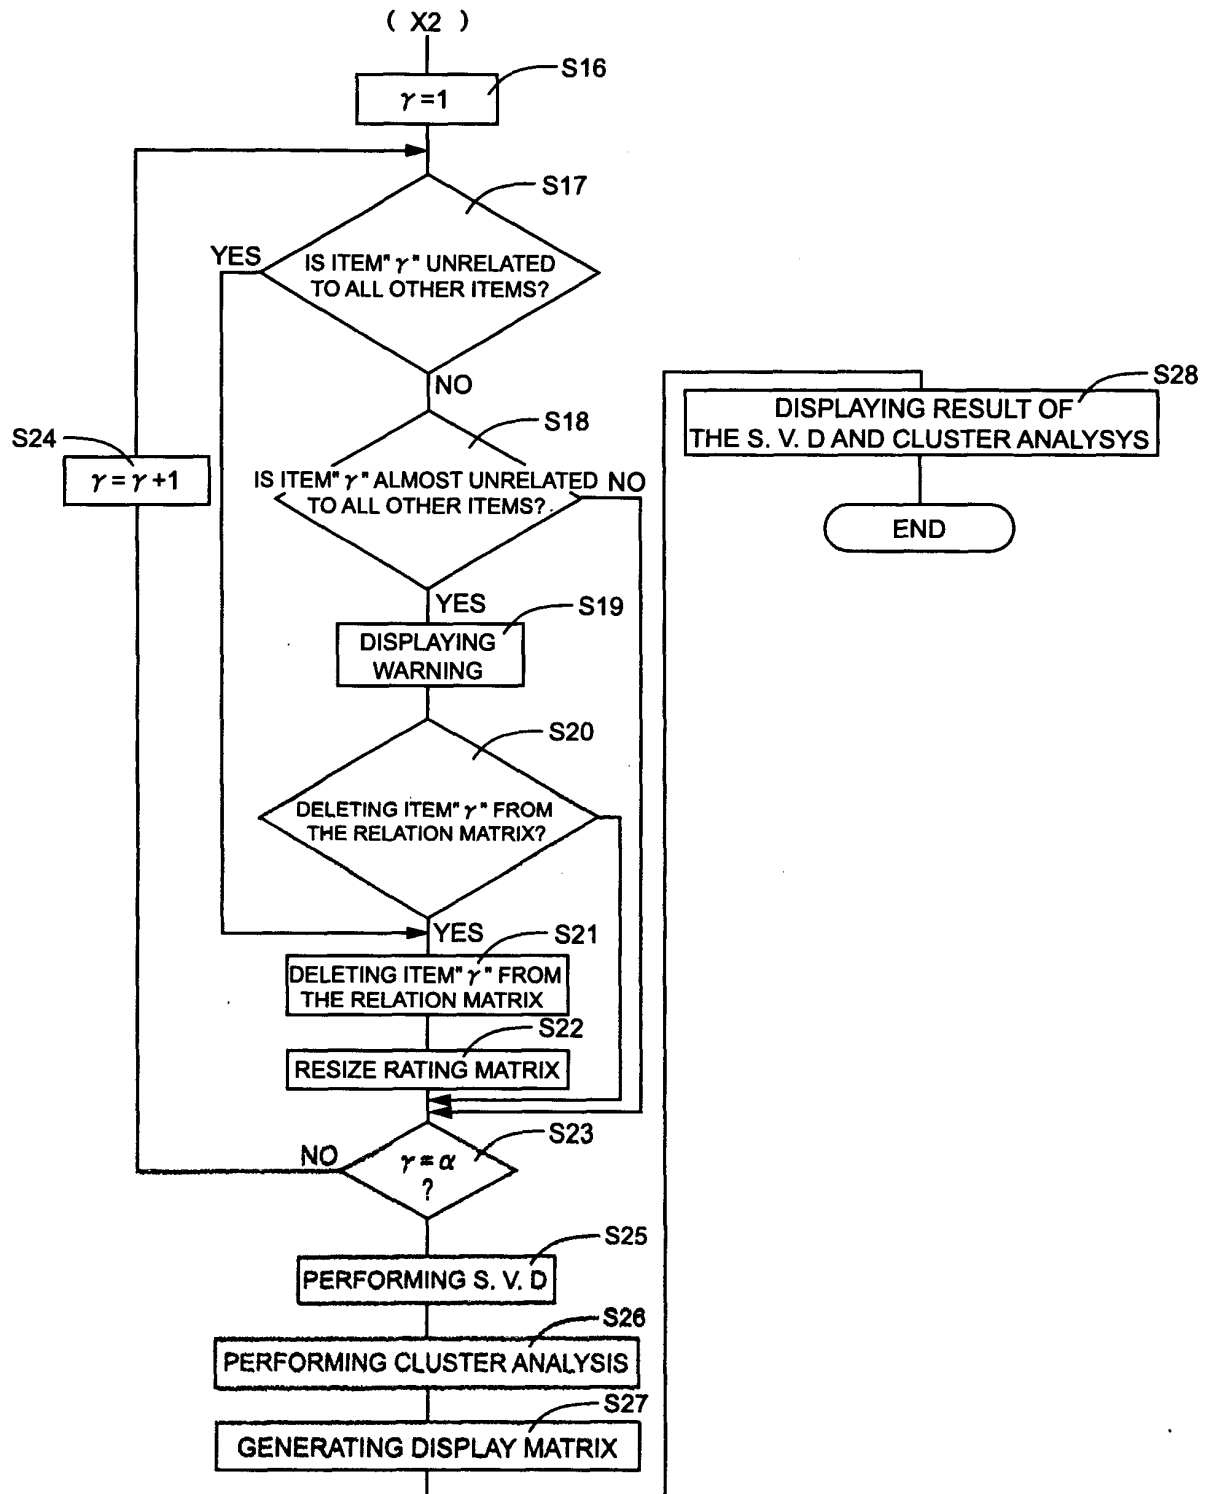 ( X2 )
S16
γ=1
S17
YES
IS ITEM"γ" UNRELATED
TO ALL OTHER ITEMS?
NO
S18
IS ITEM"γ" ALMOST UNRELATED NO
TO ALL OTHER ITEMS?
S24
γ=γ+1
YES
S19
DISPLAYING
WARNING
S20
DELETING ITEM"γ" FROM
THE RELATION MATRIX?
YES
S21
DELETING ITEM"γ" FROM
THE RELATION MATRIX
S22
RESIZE RATING MATRIX
S23
NO
γ=α
?
S25
PERFORMING S. V. D
S26
PERFORMING CLUSTER ANALYSIS
S27
GENERATING DISPLAY MATRIX
S28
DISPLAYING RESULT OF
THE S. V. D AND CLUSTER ANALYSYS
END